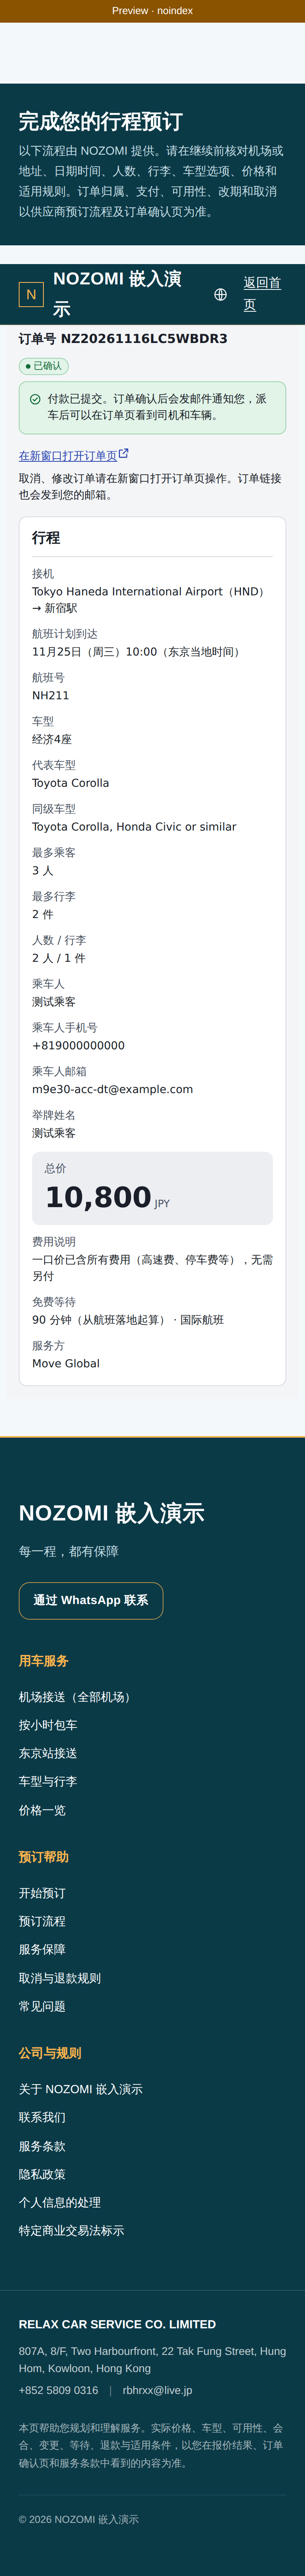 Preview · noindex
完成您的行程预订
以下流程由 NOZOMI 提供。请在继续前核对机场或
地址、日期时间、人数、行李、车型选项、价格和
适用规则。订单归属、支付、可用性、改期和取消
以供应商预订流程及订单确认页为准。
N
NOZOMI 嵌入演
示
返回首
页
订单号 NZ20261116LC5WBDR3
已确认
付款已提交。订单确认后会发邮件通知您，派
车后可以在订单页看到司机和车辆。
在新窗口打开订单页
取消、修改订单请在新窗口打开订单页操作。订单链接
也会发到您的邮箱。
行程
接机
Tokyo Haneda International Airport（HND）
→ 新宿駅
航班计划到达
11月25日（周三）10:00（东京当地时间）
航班号
NH211
车型
经济4座
代表车型
Toyota Corolla
同级车型
Toyota Corolla, Honda Civic or similar
最多乘客
3 人
最多行李
2 件
人数 / 行李
2 人 / 1 件
乘车人
测试乘客
乘车人手机号
+819000000000
乘车人邮箱
m9e30-acc-dt@example.com
举牌姓名
测试乘客
总价
10,800 JPY
费用说明
一口价已含所有费用（高速费、停车费等），无需
另付
免费等待
90 分钟（从航班落地起算） · 国际航班
服务方
Move Global
NOZOMI 嵌入演示
每一程，都有保障
通过 WhatsApp 联系
用车服务
机场接送（全部机场）
按小时包车
东京站接送
车型与行李
价格一览
预订帮助
开始预订
预订流程
服务保障
取消与退款规则
常见问题
公司与规则
关于 NOZOMI 嵌入演示
联系我们
服务条款
隐私政策
个人信息的处理
特定商业交易法标示
RELAX CAR SERVICE CO. LIMITED
807A, 8/F, Two Harbourfront, 22 Tak Fung Street, Hung
Hom, Kowloon, Hong Kong
+852 5809 0316 | rbhrxx@live.jp
本页帮助您规划和理解服务。实际价格、车型、可用性、会
合、变更、等待、退款与适用条件，以您在报价结果、订单
确认页和服务条款中看到的内容为准。
© 2026 NOZOMI 嵌入演示